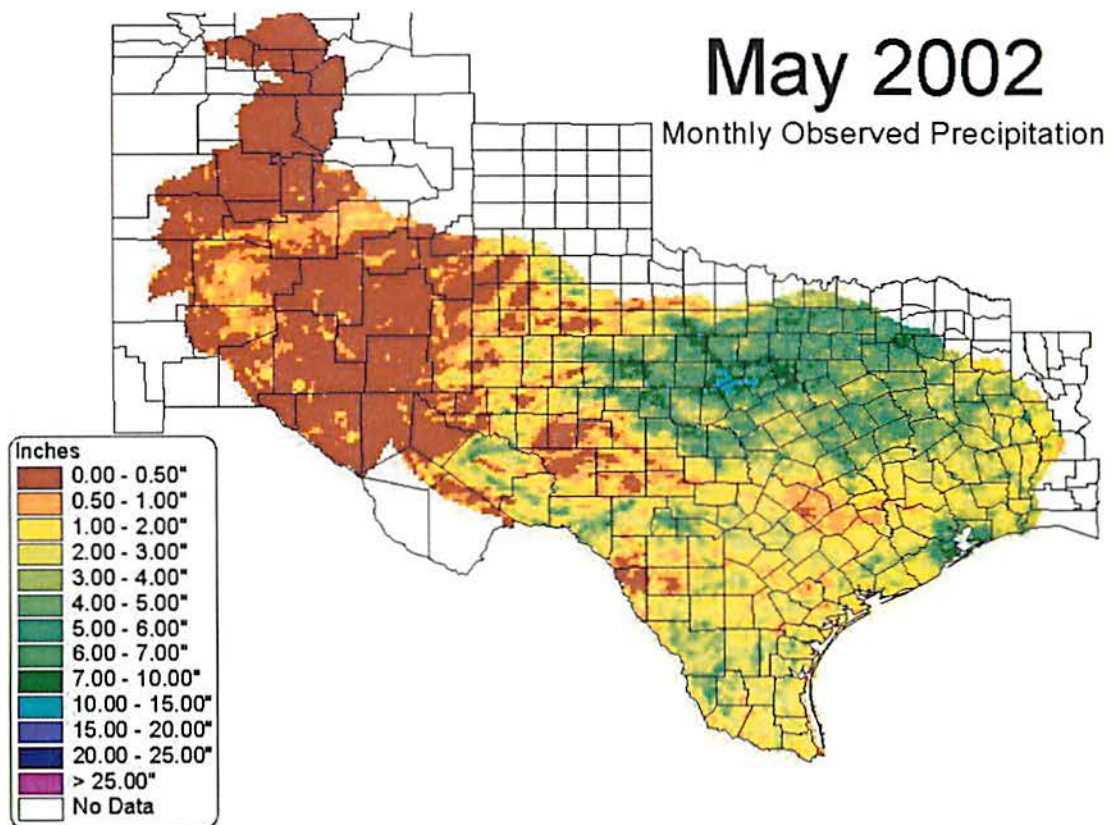 May 2002
Monthly Observed Precipitation
Inches
0.00 - 0.50"
0.50 - 1.00"
1.00 - 2.00"
2.00 - 3.00"
3.00 - 4.00"
4.00 - 5.00"
5.00 - 6.00"
6.00 - 7.00"
7.00 - 10.00"
10.00 - 15.00"
15.00 - 20.00"
20.00 - 25.00"
> 25.00"
No Data